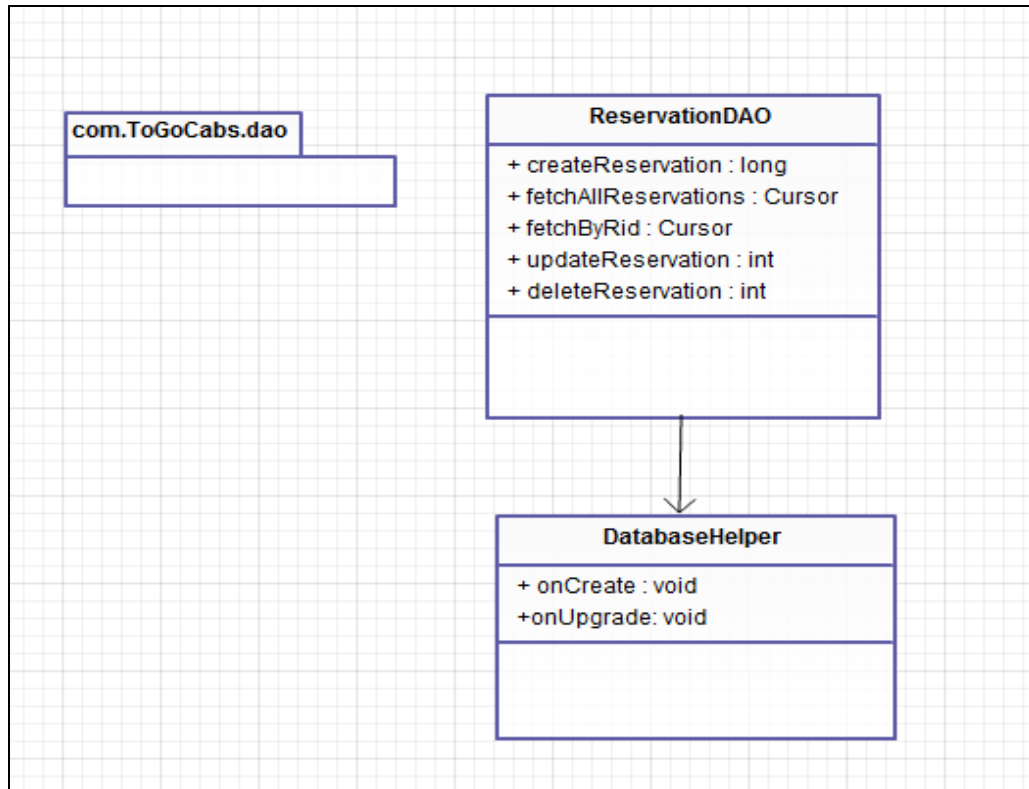 com.ToGoCabs.dao
ReservationDAO
+ createReservation : long
+ fetchAllReservations : Cursor
+ fetchByRid : Cursor
+ updateReservation : int
+ deleteReservation : int
DatabaseHelper
+ onCreate : void
+onUpgrade: void